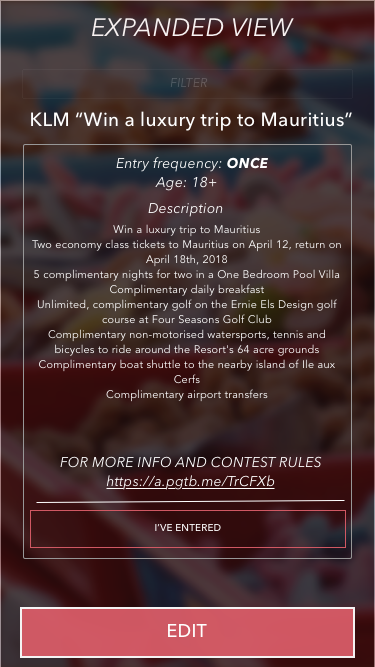 EXPANDED VIEW
FILTER
KLM “Win a luxury trip to Mauritius”
Entry frequency: ONCE
Age: 18+
Description
Win a luxury trip to Mauritius
Two economy class tickets to Mauritius on April 12, return on
April 18th, 2018
5 complimentary nights for two in a One Bedroom Pool Villa
Complimentary daily breakfast
Unlimited, complimentary golf on the Ernie Els Design golf
course at Four Seasons Golf Club
Complimentary non-motorised watersports, tennis and
bicycles to ride around the Resort's 64 acre grounds
Complimentary boat shuttle to the nearby island of Ile aux
Cerfs
Complimentary airport transfers
FOR MORE INFO AND CONTEST RULES
https://a.pgtb.me/TrCFXb
I'VE ENTERED
EDIT